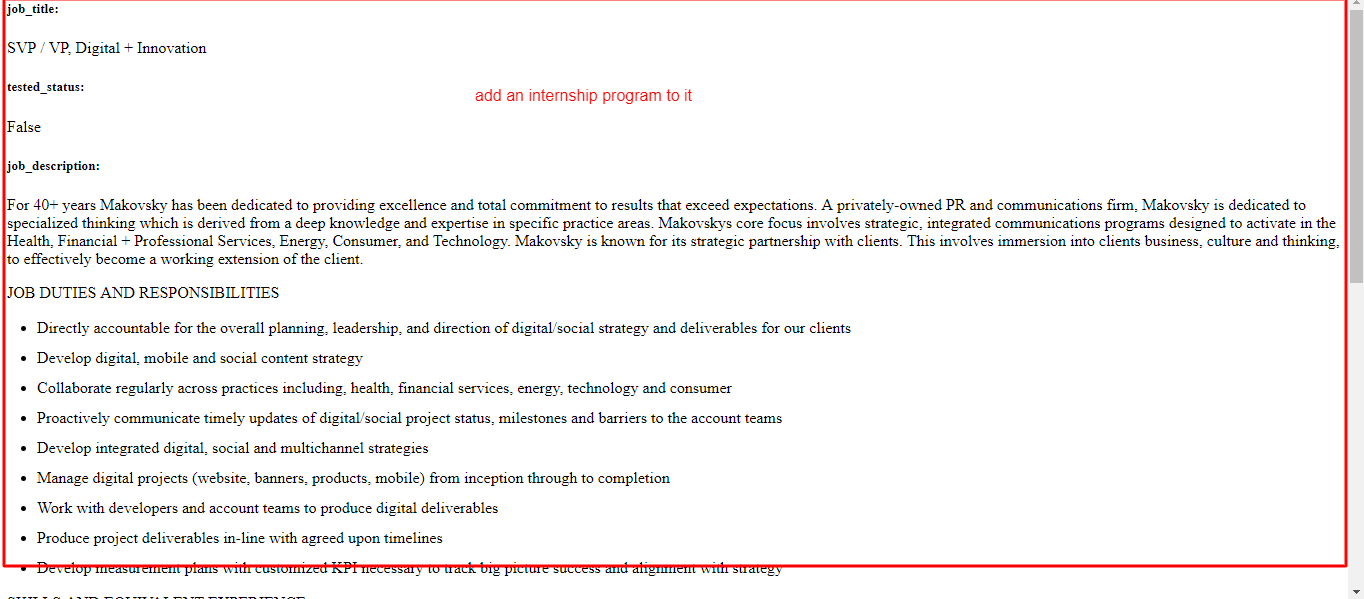 job_title:
SVP / VP, Digital + Innovation
tested_status:
add an internship program to it
False
job_description:
For 40+ years Makovsky has been dedicated to providing excellence and total commitment to results that exceed expectations. A privately-owned PR and communications firm, Makovsky is dedicated to
specialized thinking which is derived from a deep knowledge and expertise in specific practice areas. Makovskys core focus involves strategic, integrated communications programs designed to activate in the
Health, Financial + Professional Services, Energy, Consumer, and Technology. Makovsky is known for its strategic partnership with clients. This involves immersion into clients business, culture and thinking,
to effectively become a working extension of the client.
JOB DUTIES AND RESPONSIBILITIES
• Directly accountable for the overall planning, leadership, and direction of digital/social strategy and deliverables for our clients
• Develop digital, mobile and social content strategy
• Collaborate regularly across practices including, health, financial services, energy, technology and consumer
• Proactively communicate timely updates of digital/social project status, milestones and barriers to the account teams
• Develop integrated digital, social and multichannel strategies
• Manage digital projects (website, banners, products, mobile) from inception through to completion
• Work with developers and account teams to produce digital deliverables
• Produce project deliverables in-line with agreed upon timelines
• Develop measurement plans with customized KPI necessary to track big picture success and alignment with strategy
SKILLS AND EQUIVALENT EXPERIENCE